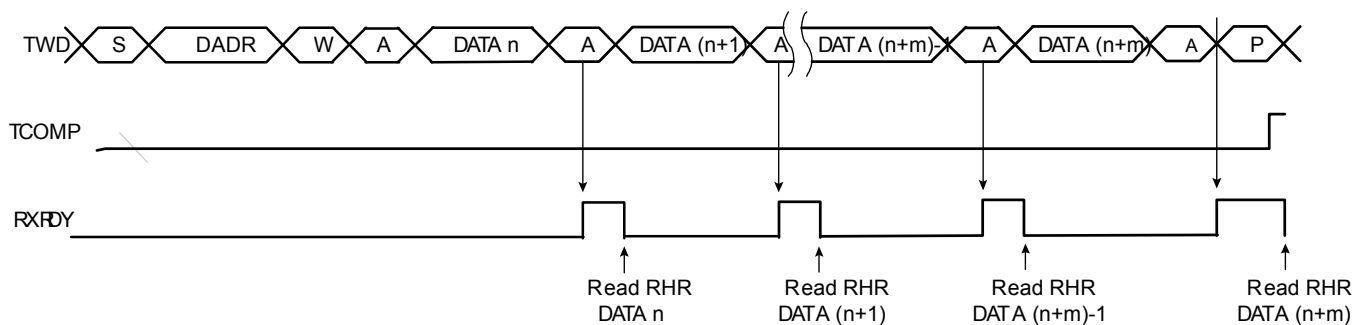 TWD S DADR W A DATA n A DATA (n+1) A DATA (n+m)-1 A DATA (n+m) A P
TCOMP
RXRDY
Read RHR Read RHR Read RHR Read RHR
DATA n DATA (n+1) DATA (n+m)-1 DATA (n+m)